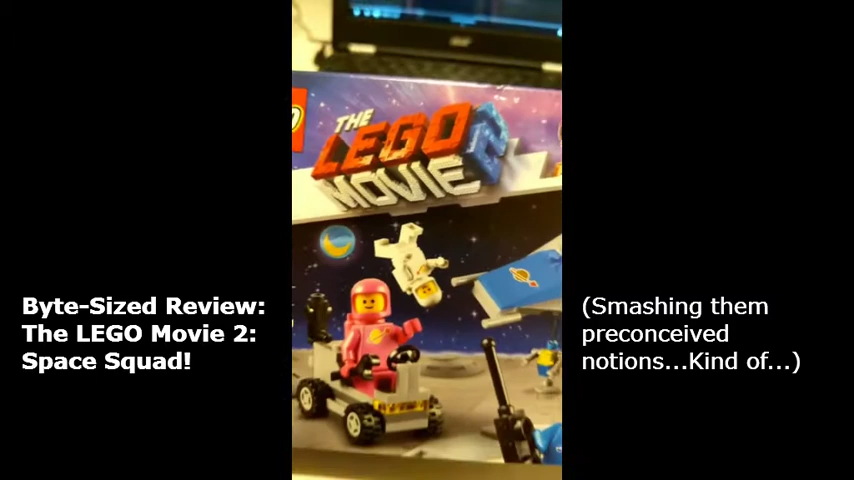 THE
LEGO
MOVIE 2
Byte-Sized Review:
The LEGO Movie 2:
Space Squad!
(Smashing them
preconceived
notions...Kind of...)